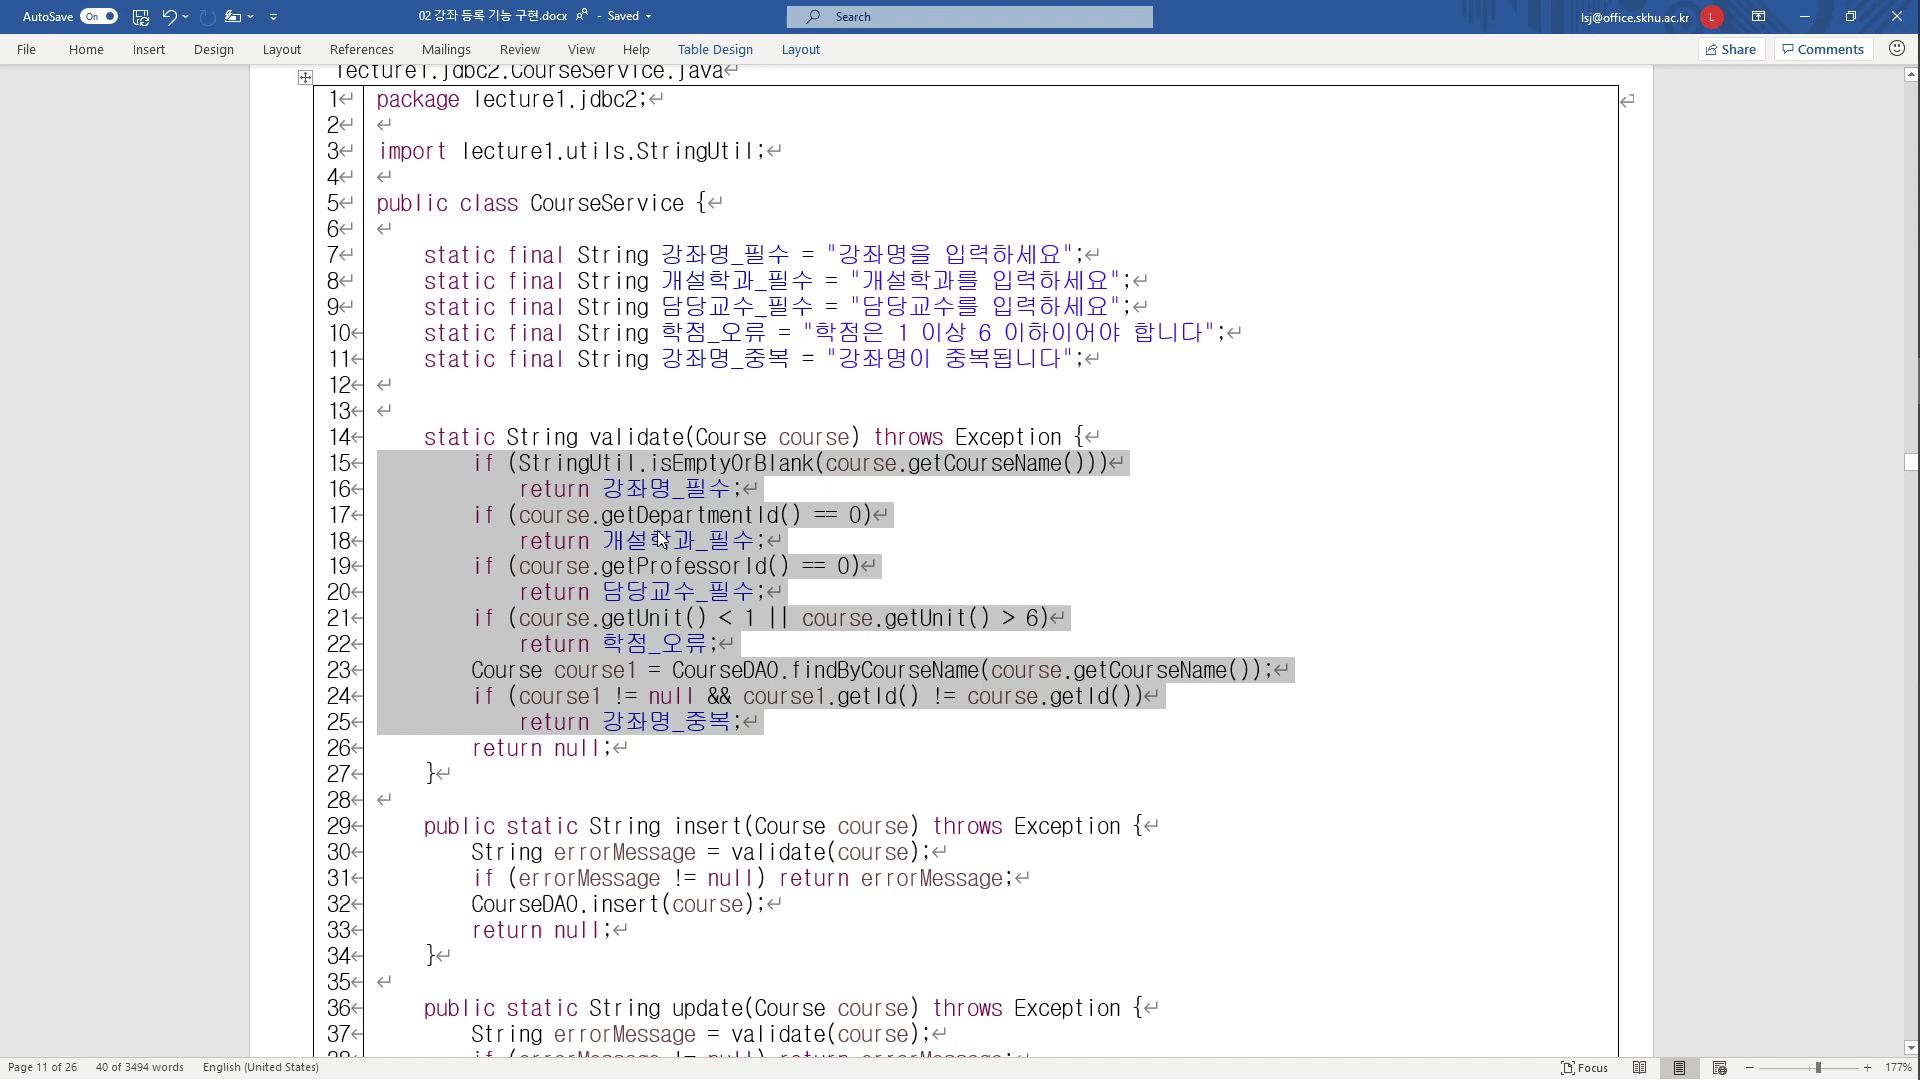 AutoSave On 02 강좌 등록 기능 구현.docx - Saved Search lsj@office.skhu.ac.kr L
File Home Insert Design Layout References Mailings Review View Help Table Design Layout Share Comments
lecture1.jdbc2.CourseService.java
1 package lecture1.jdbc2;
2
3 import lecture1.utils.StringUtil;
4
5 public class CourseService {
6
7 static final String 강좌명_필수 = "강좌명을 입력하세요";
8 static final String 개설학과_필수 = "개설학과를 입력하세요";
9 static final String 담당교수_필수 = "담당교수를 입력하세요";
10 static final String 학점_오류 = "학점은 1 이상 6 이하이어야 합니다";
11 static final String 강좌명_중복 = "강좌명이 중복됩니다";
12
13
14 static String validate(Course course) throws Exception {
15 if (StringUtil.isEmptyOrBlank(course.getCourseName()))
16 return 강좌명_필수;
17 if (course.getDepartmentId() == 0)
18 return 개설학과_필수;
19 if (course.getProfessorId() == 0)
20 return 담당교수_필수;
21 if (course.getUnit() < 1 || course.getUnit() > 6)
22 return 학점_오류;
23 Course course1 = CourseDAO.findByCourseName(course.getCourseName());
24 if (course1 != null && course1.getId() != course.getId())
25 return 강좌명_중복;
26 return null;
27 }
28
29 public static String insert(Course course) throws Exception {
30 String errorMessage = validate(course);
31 if (errorMessage != null) return errorMessage;
32 CourseDAO.insert(course);
33 return null;
34 }
35
36 public static String update(Course course) throws Exception {
37 String errorMessage = validate(course);
38 if (errorMessage != null) return errorMessage;
Page 11 of 26 40 of 3494 words English (United States) Focus 177%